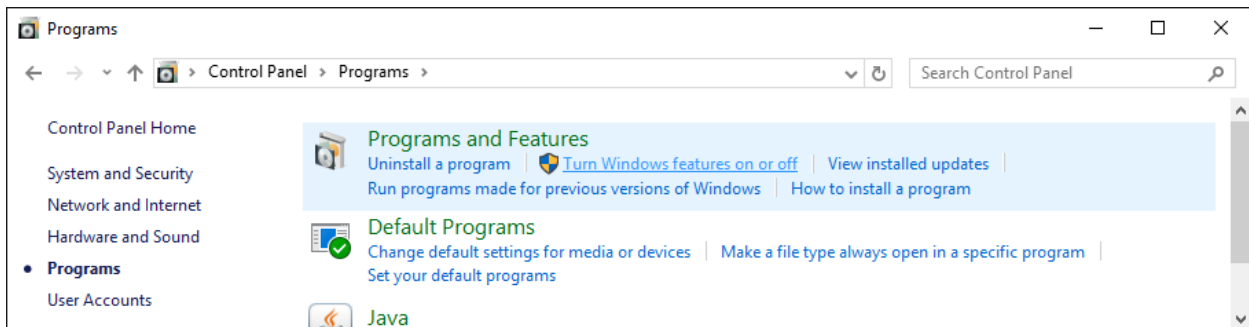 Programs
Control Panel > Programs >
Search Control Panel
Control Panel Home
System and Security
Network and Internet
Hardware and Sound
Programs
User Accounts
Programs and Features
Uninstall a program
Turn Windows features on or off
View installed updates
Run programs made for previous versions of Windows
How to install a program
Default Programs
Change default settings for media or devices
Make a file type always open in a specific program
Set your default programs
Java